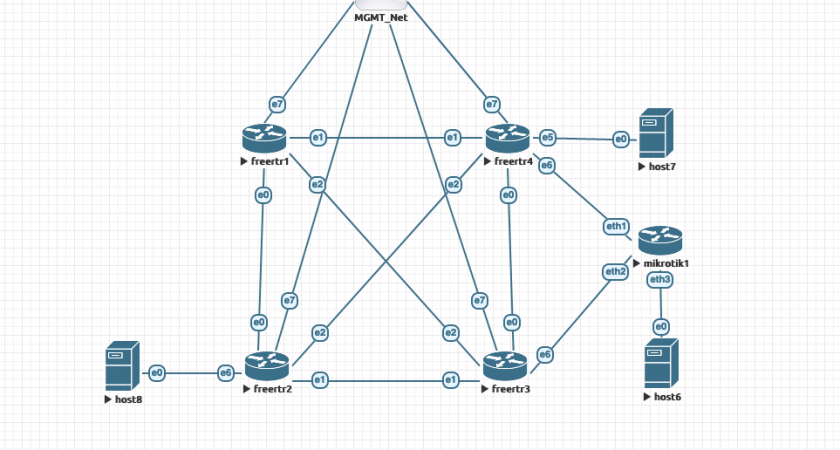 MGMT_Net
e7
e7
e1
e1
e5
e0
freertr1
freertr4
host7
e6
e2
e2
e0
e0
eth1
mikrotik1
eth2
eth3
e7
e7
e0
e0
e0
e2
e2
e6
e0
e6
freertr2
e1
e1
freertr3
host8
host6